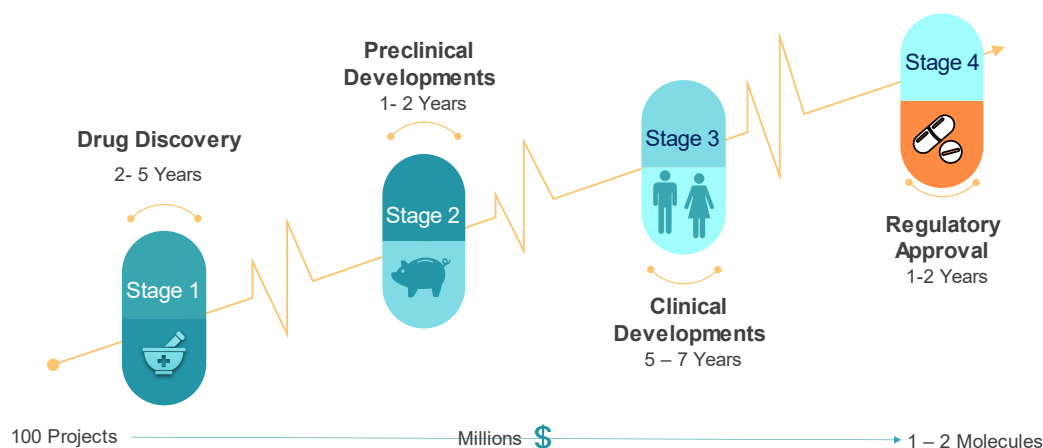 Drug Discovery
2- 5 Years
Stage 1
Preclinical
Developments
1- 2 Years
Stage 2
Stage 3
Clinical
Developments
5 – 7 Years
Stage 4
Regulatory
Approval
1-2 Years
100 Projects
Millions $
1 – 2 Molecules